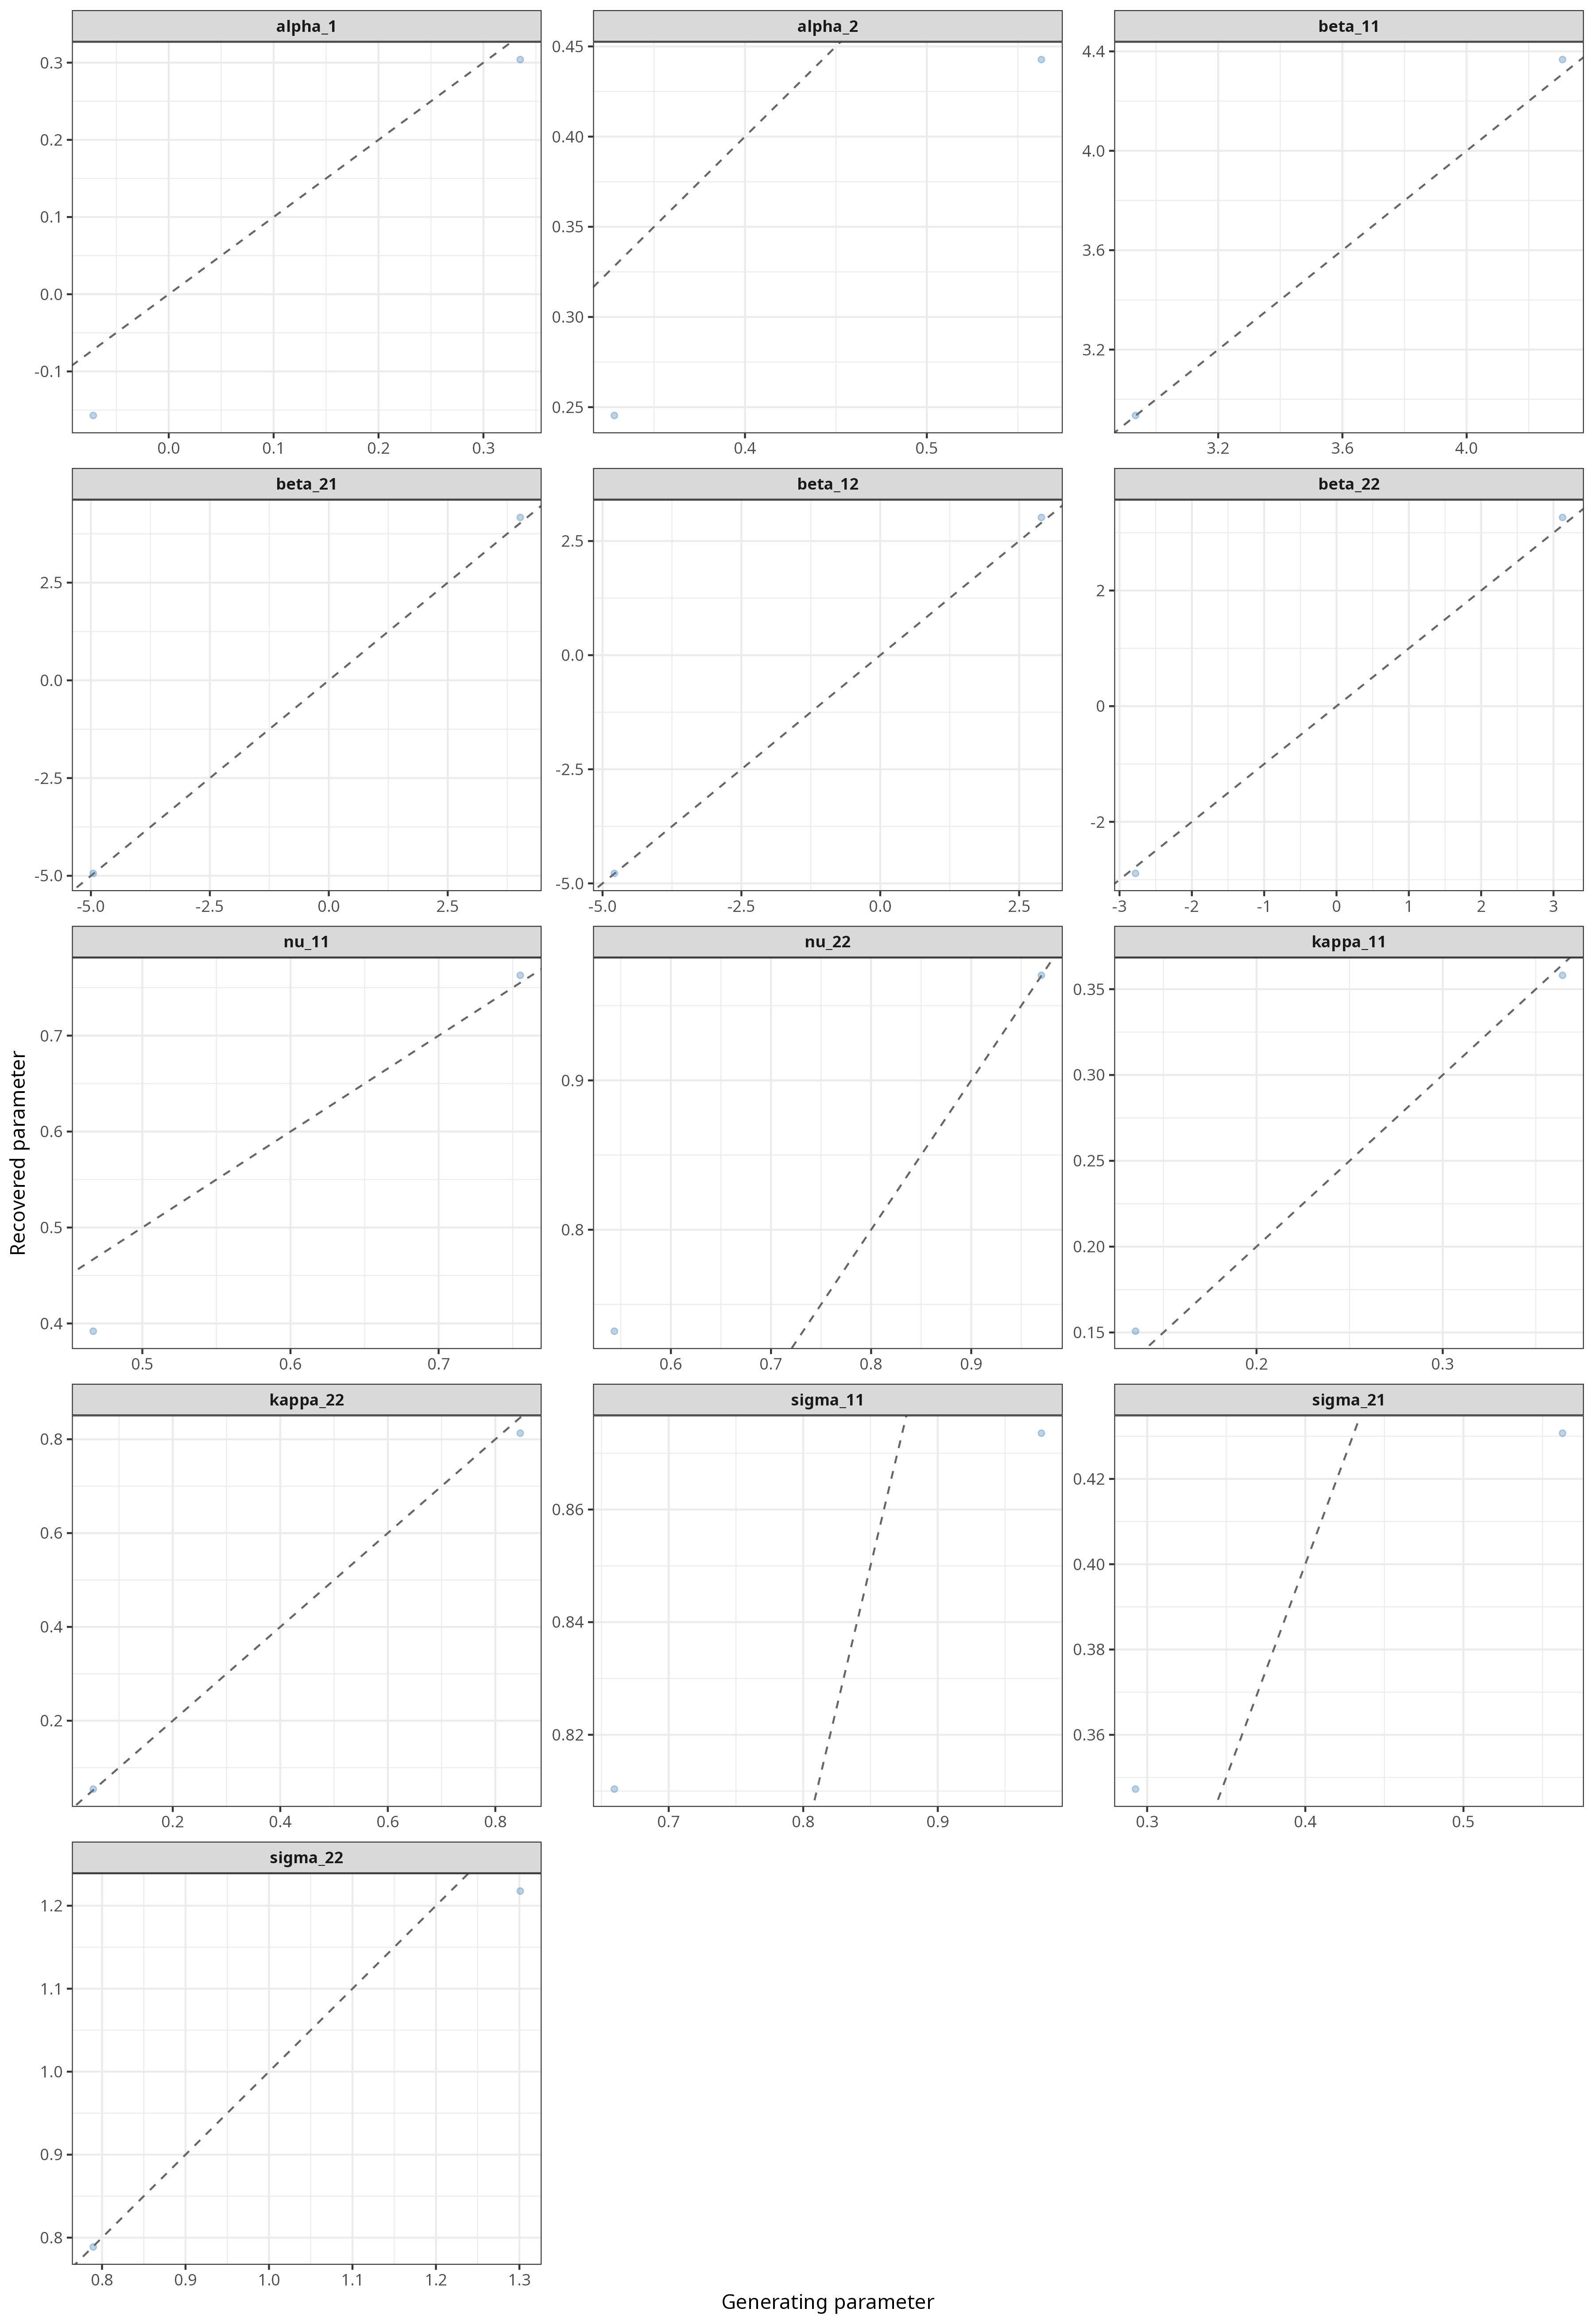 alpha_1 alpha_2 beta_11
0.3 0.2 0.1 0.0 -0.1
0.0 0.1 0.2 0.3
0.45 0.40 0.35 0.30 0.25
0.4 0.5
4.4 4.0 3.6 3.2
3.2 3.6 4.0
beta_21 beta_12 beta_22
2.5 0.0 -2.5 -5.0
-5.0 -2.5 0.0 2.5
2.5 0.0 -2.5 -5.0
-5.0 -2.5 0.0 2.5
2 0 -2
-3 -2 -1 0 1 2 3
nu_11 nu_22 kappa_11
0.7 0.6 0.5 0.4
0.5 0.6 0.7
0.9 0.8
0.6 0.7 0.8 0.9
0.35 0.30 0.25 0.20 0.15
0.2 0.3
Recovered parameter
kappa_22 sigma_11 sigma_21
0.8 0.6 0.4 0.2
0.2 0.4 0.6 0.8
0.86 0.84 0.82
0.7 0.8 0.9
0.42 0.40 0.38 0.36
0.3 0.4 0.5
sigma_22
1.2 1.1 1.0 0.9 0.8
0.8 0.9 1.0 1.1 1.2 1.3
Generating parameter